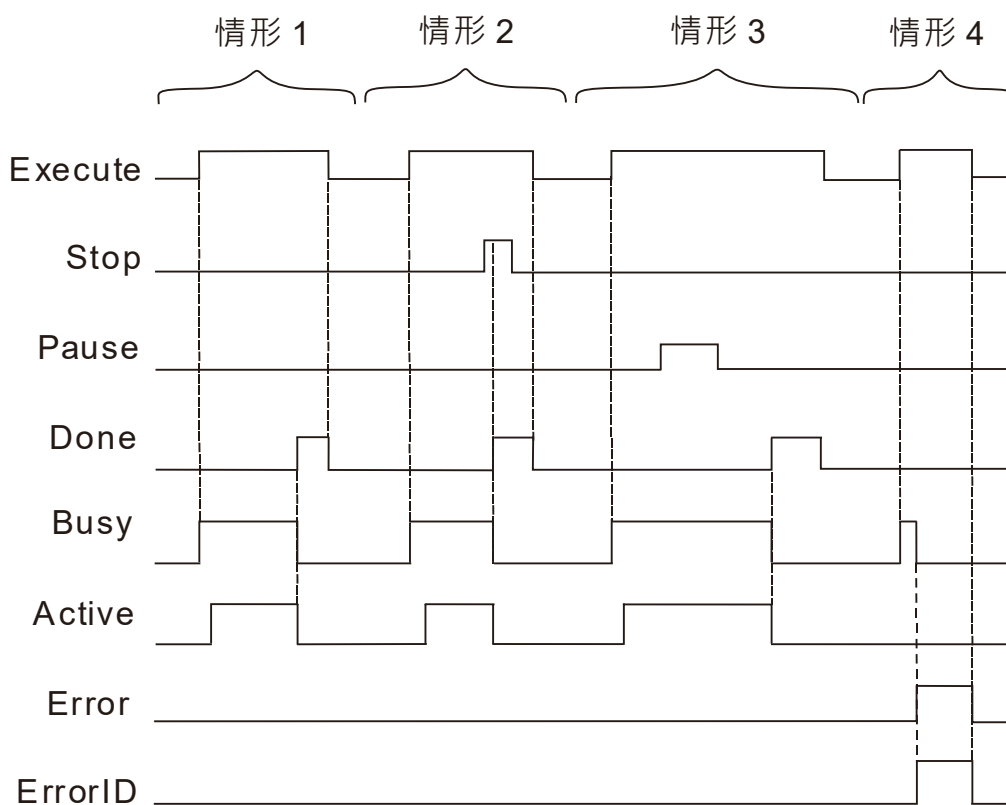 情形 1
情形 2
情形 3
情形 4
Execute
Stop
Pause
Done
Busy
Active
Error
ErrorID